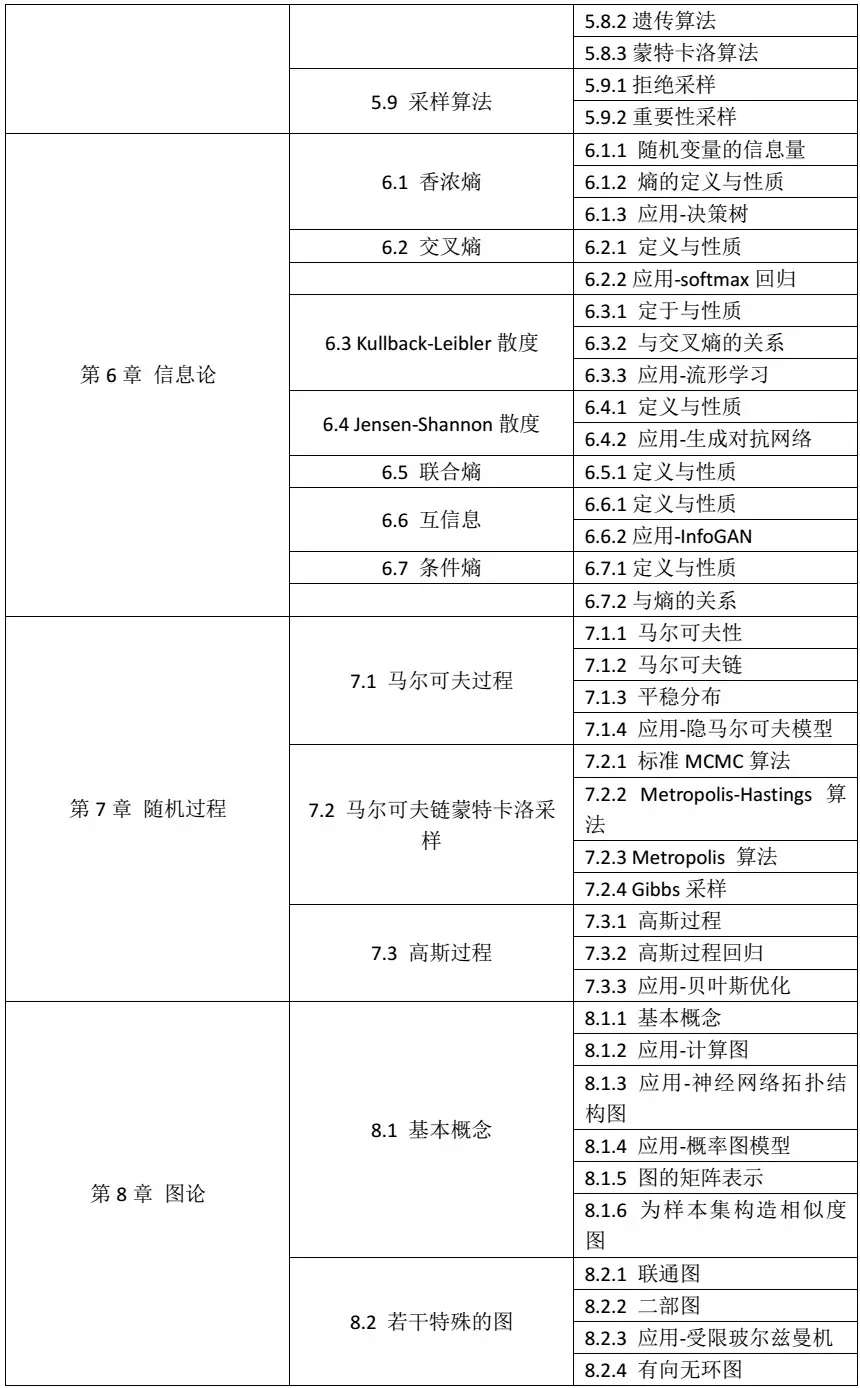 5.8.2 遗传算法
5.8.3 蒙特卡洛算法
5.9 采样算法
5.9.1 拒绝采样
5.9.2 重要性采样
第 6 章 信息论
6.1 香浓熵
6.1.1 随机变量的信息量
6.1.2 熵的定义与性质
6.1.3 应用-决策树
6.2 交叉熵
6.2.1 定义与性质
6.2.2 应用-softmax 回归
6.3 Kullback-Leibler 散度
6.3.1 定于与性质
6.3.2 与交叉熵的关系
6.3.3 应用-流形学习
6.4 Jensen-Shannon 散度
6.4.1 定义与性质
6.4.2 应用-生成对抗网络
6.5 联合熵
6.5.1 定义与性质
6.6 互信息
6.6.1 定义与性质
6.6.2 应用-InfoGAN
6.7 条件熵
6.7.1 定义与性质
6.7.2 与熵的关系
第 7 章 随机过程
7.1 马尔可夫过程
7.1.1 马尔可夫性
7.1.2 马尔可夫链
7.1.3 平稳分布
7.1.4 应用-隐马尔可夫模型
7.2 马尔可夫链蒙特卡洛采
样
7.2.1 标准 MCMC 算法
7.2.2 Metropolis-Hastings 算
法
7.2.3 Metropolis 算法
7.2.4 Gibbs 采样
7.3 高斯过程
7.3.1 高斯过程
7.3.2 高斯过程回归
7.3.3 应用-贝叶斯优化
第 8 章 图论
8.1 基本概念
8.1.1 基本概念
8.1.2 应用-计算图
8.1.3 应用-神经网络拓扑结
构图
8.1.4 应用-概率图模型
8.1.5 图的矩阵表示
8.1.6 为样本集构造相似度
图
8.2 若干特殊的图
8.2.1 联通图
8.2.2 二部图
8.2.3 应用-受限玻尔兹曼机
8.2.4 有向无环图